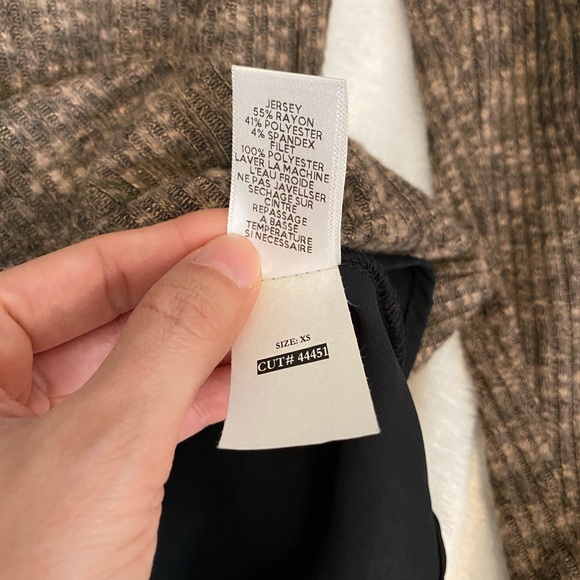 JERSEY
55% RAYON
41% POLYESTER
4% SPANDEX
FILET
100% POLYESTER
LAVER LA MACHINE
L'EAU FROIDE
NE PAS JAVELLSER
SECHAGE SUR
CINTRE
REPASSAGE
A BASSE
TEMPERATURE
SI NECESSAIRE
SIZE: XS
CUT# 44451